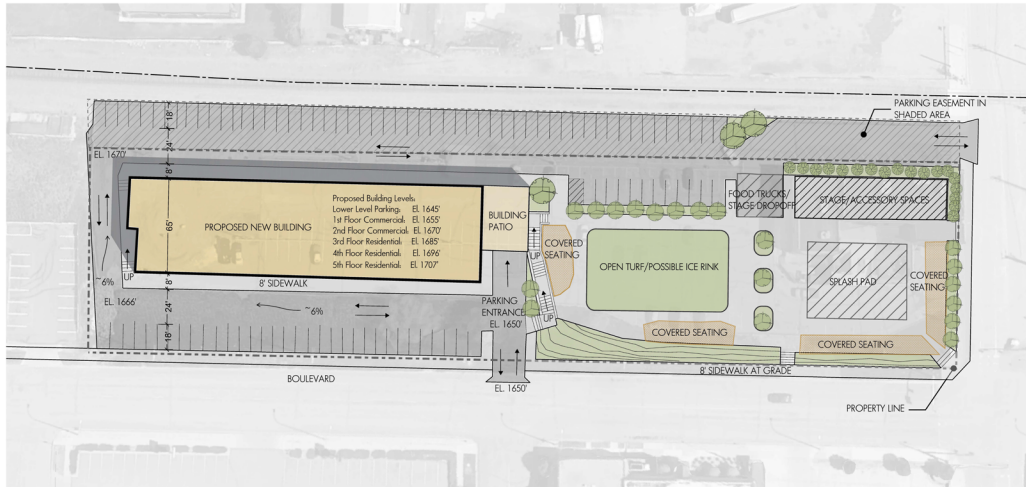 PARKING EASEMENT IN
SHADED AREA
18'
24'
EL. 1670'
8'
65'
PROPOSED NEW BUILDING
Proposed Building Levels:
Lower Level Parking: El. 1645'
1st Floor Commercial: El. 1655'
2nd Floor Commercial: El. 1670'
3rd Floor Residential: El. 1685'
4th Floor Residential: El. 1696'
5th Floor Residential: El. 1707'
BUILDING
PATIO
FOOD TRUCKS/
STAGE DROPOFF
STAGE/ACCESSORY SPACES
UP
COVERED
SEATING
OPEN TURF/POSSIBLE ICE RINK
SPLASH PAD
COVERED
SEATING
UP
~6%
8'
8' SIDEWALK
EL. 1666'
24'
~6%
PARKING
ENTRANCE
EL. 1650'
UP
18'
COVERED SEATING
COVERED SEATING
8' SIDEWALK AT GRADE
BOULEVARD
EL. 1650'
PROPERTY LINE